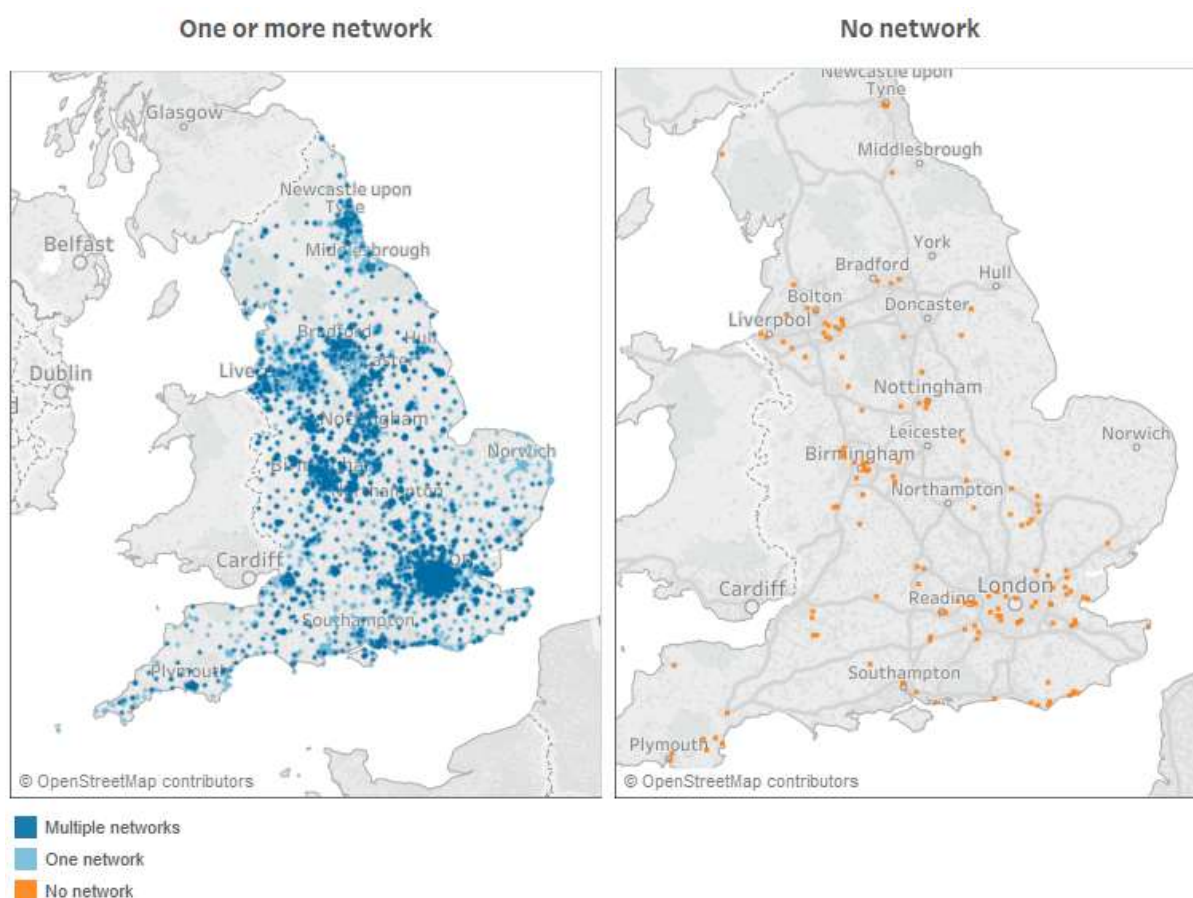 One or more network
No network
Glasgow
Newcastle upon
Tyne
Belfast
Middlesbrough
Bradford
Hull
Dublin
Nottingham
Norwich
Cardiff
Southampton
Plymouth
© OpenStreetMap contributors
Newcastle upon
Tyne
Middlesbrough
York
Bradford
Hull
Bolton
Doncaster
Liverpool
Nottingham
Leicester
Norwich
Birmingham
Northampton
London
Cardiff
Reading
Southampton
Plymouth
© OpenStreetMap contributors
Multiple networks
One network
No network